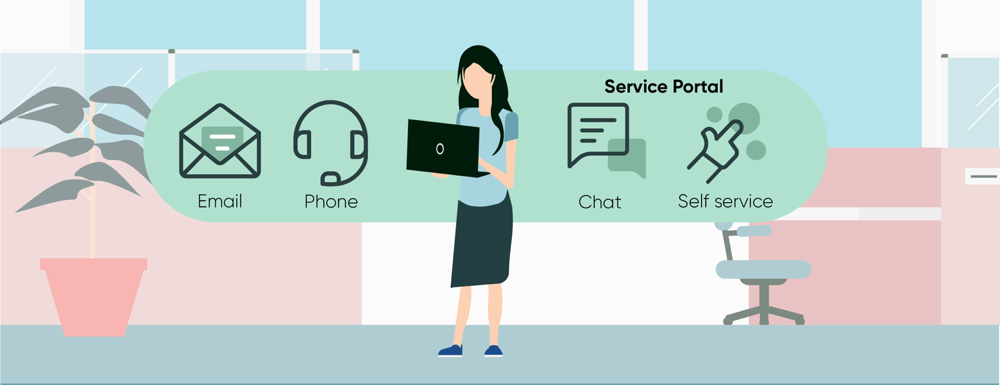 Service Portal
Email
Phone
Chat
Self service